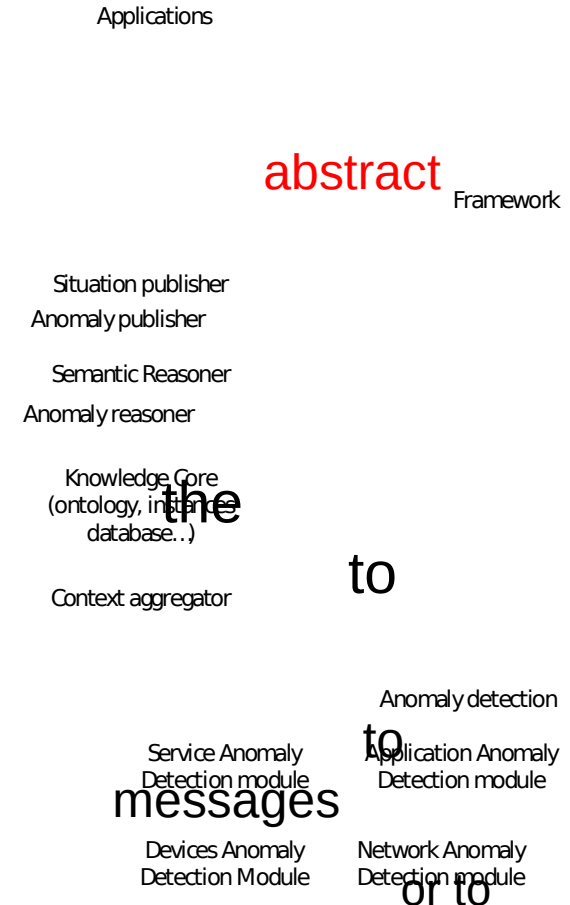 Applications
abstract
Framework
Situation publisher
Anomaly publisher
Semantic Reasoner
Anomaly reasoner
Knowledge Core
(ontology, instances
the
database…)
to
Context aggregator
Anomaly detection
to
Service Anomaly
Detection module
Application Anomaly
Detection module
messages
Devices Anomaly
Detection Module
Network Anomaly
Detection module
or to